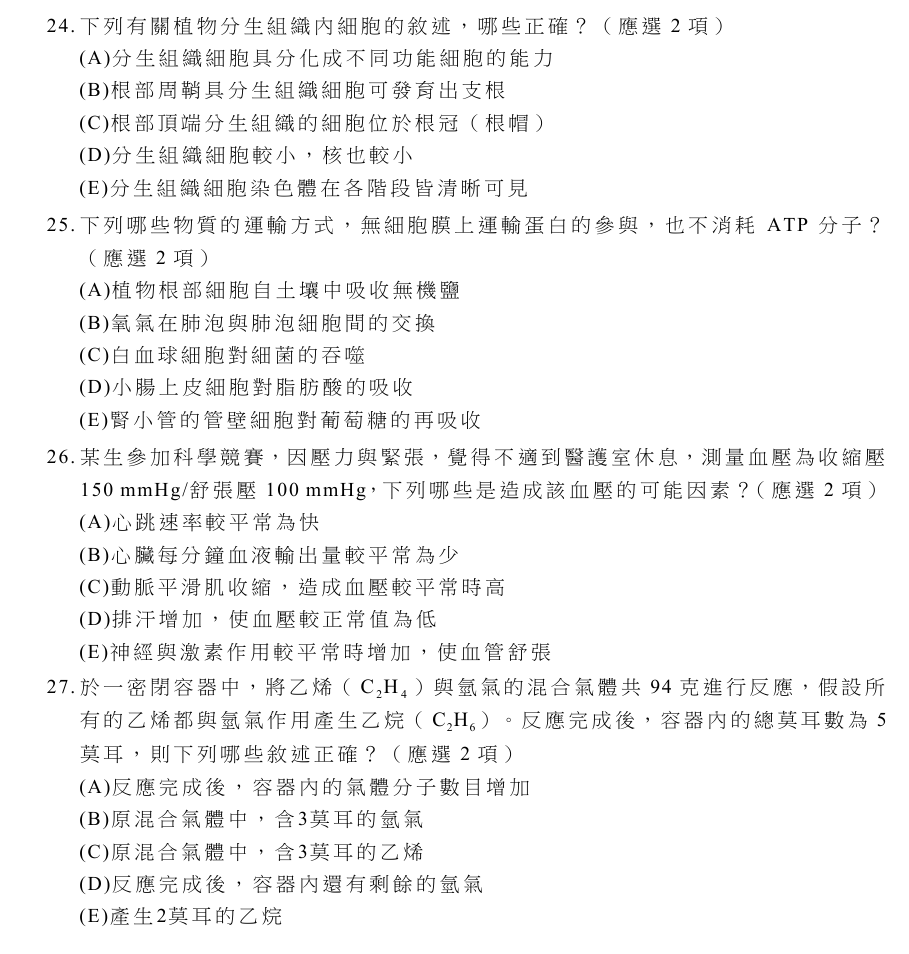 24.下列有關植物分生組織內細胞的敘述，哪些正確？（應選 2 項）
(A)分生組織細胞具分化成不同功能細胞的能力
(B)根部周鞘具分生組織細胞可發育出支根
(C)根部頂端分生組織的細胞位於根冠（根帽）
(D)分生組織細胞較小，核也較小
(E)分生組織細胞染色體在各階段皆清晰可見
25.下列哪些物質的運輸方式，無細胞膜上運輸蛋白的參與，也不消耗 ATP 分子？
（應選 2 項）
(A)植物根部細胞自土壤中吸收無機鹽
(B)氧氣在肺泡與肺泡細胞間的交換
(C)白血球細胞對細菌的吞噬
(D)小腸上皮細胞對脂肪酸的吸收
(E)腎小管的管壁細胞對葡萄糖的再吸收
26.某生參加科學競賽，因壓力與緊張，覺得不適到醫護室休息，測量血壓為收縮壓
150 mmHg/舒張壓 100 mmHg，下列哪些是造成該血壓的可能因素？（應選 2 項）
(A)心跳速率較平常為快
(B)心臟每分鐘血液輸出量較平常為少
(C)動脈平滑肌收縮，造成血壓較平常時高
(D)排汗增加，使血壓較正常值為低
(E)神經與激素作用較平常時增加，使血管舒張
27.於一密閉容器中，將乙烯（ C₂H₄ ）與氫氣的混合氣體共 94 克進行反應，假設所
有的乙烯都與氫氣作用產生乙烷（ C₂H₆ ）。反應完成後，容器內的總莫耳數為 5
莫耳，則下列哪些敘述正確？（應選 2 項）
(A)反應完成後，容器內的氣體分子數目增加
(B)原混合氣體中，含3莫耳的氫氣
(C)原混合氣體中，含3莫耳的乙烯
(D)反應完成後，容器內還有剩餘的氫氣
(E)產生2莫耳的乙烷